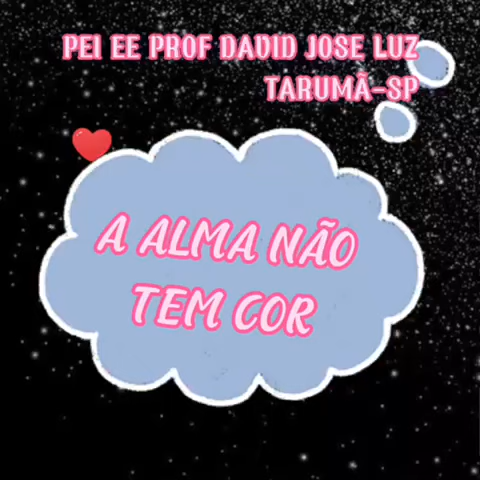 PEI EE PROF DAVID JOSE LUZ
TARUMÃ-SP
A ALMA NÃO
TEM COR